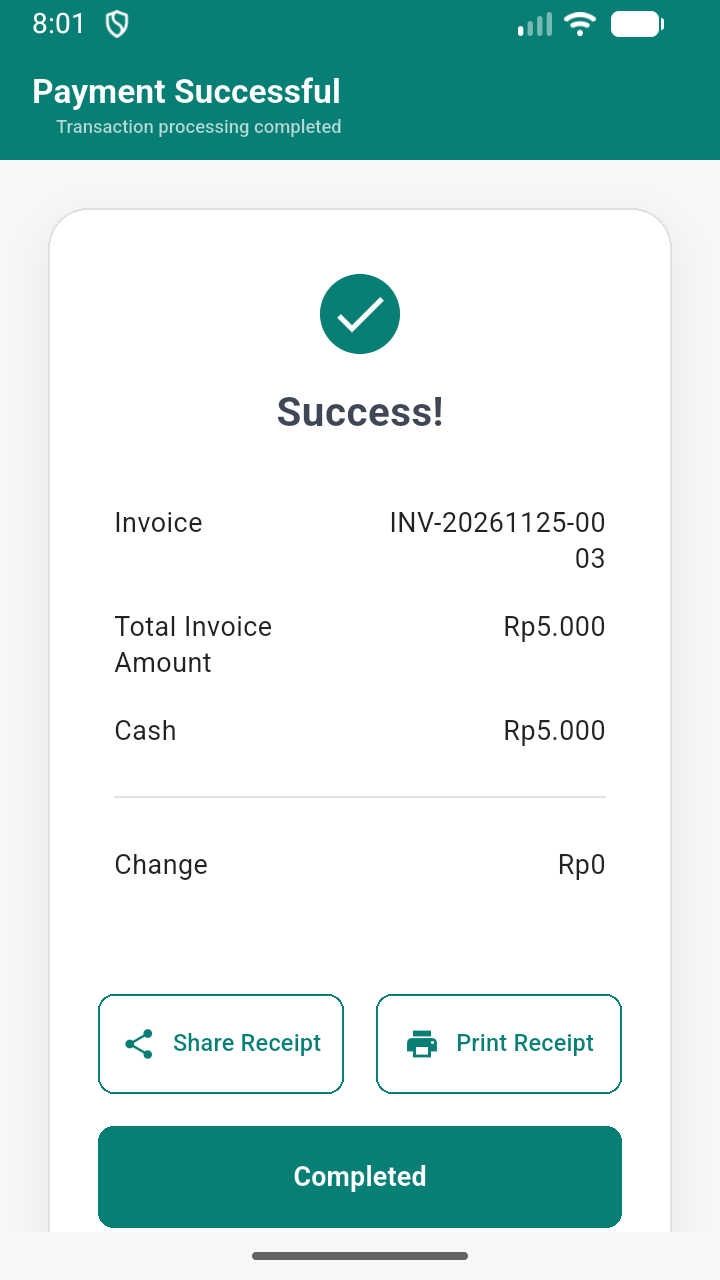 8:01
Payment Successful
Transaction processing completed
Success!
Invoice INV-20261125-00
03
Total Invoice Rp5.000
Amount
Cash Rp5.000
Change Rp0
Share Receipt Print Receipt
Completed